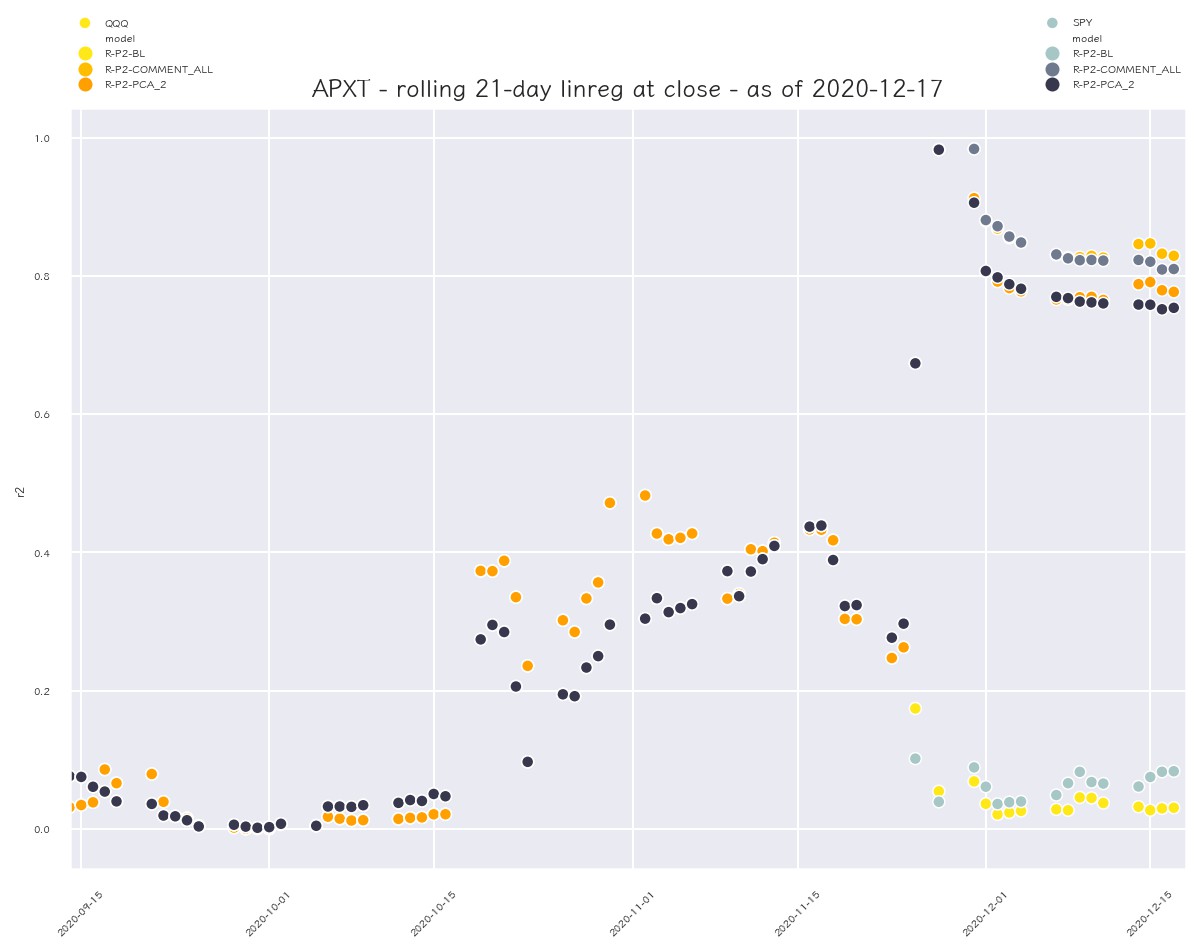 QQQ
model
R-P2-BL
R-P2-COMMENT_ALL
R-P2-PCA_2
SPY
model
R-P2-BL
R-P2-COMMENT_ALL
R-P2-PCA_2
APXT - rolling 21-day linreg at close - as of 2020-12-17
1.0
0.8
0.6
0.4
0.2
0.0
r2
2020-09-15
2020-10-01
2020-10-15
2020-11-01
2020-11-15
2020-12-01
2020-12-15